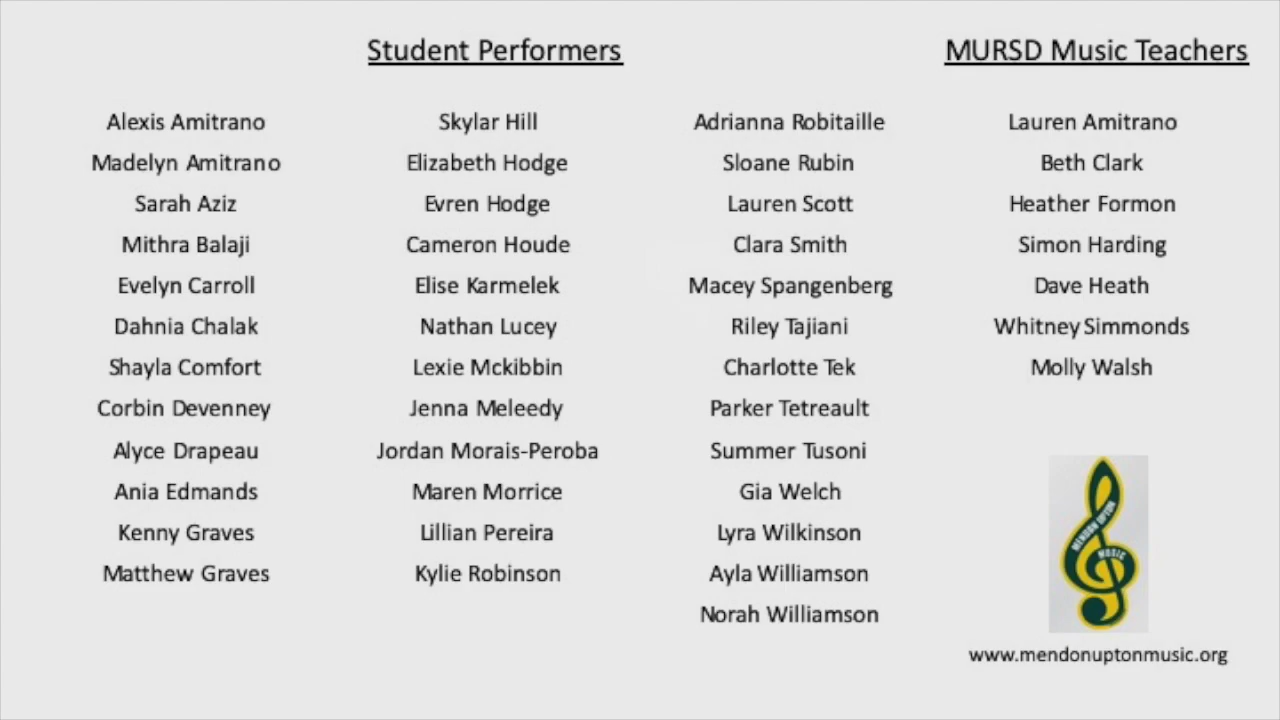 Student Performers
MURSD Music Teachers
Alexis Amitrano
Madelyn Amitrano
Sarah Aziz
Mithra Balaji
Evelyn Carroll
Dahnia Chalak
Shayla Comfort
Corbin Devenney
Alyce Drapeau
Ania Edmands
Kenny Graves
Matthew Graves
Skylar Hill
Elizabeth Hodge
Evren Hodge
Cameron Houde
Elise Karmelek
Nathan Lucey
Lexie Mckibbin
Jenna Meleedy
Jordan Morais-Peroba
Maren Morrice
Lillian Pereira
Kylie Robinson
Adrianna Robitaille
Sloane Rubin
Lauren Scott
Clara Smith
Macey Spangenberg
Riley Tajiani
Charlotte Tek
Parker Tetreault
Summer Tusoni
Gia Welch
Lyra Wilkinson
Ayla Williamson
Norah Williamson
Lauren Amitrano
Beth Clark
Heather Formon
Simon Harding
Dave Heath
Whitney Simmonds
Molly Walsh
MENDON UPTON
MUSIC
www.mendonuptonmusic.org